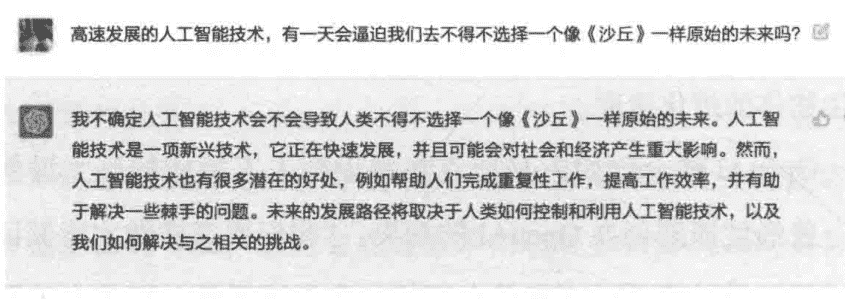 高速发展的人工智能技术，有一天会逼迫我们去不得不选择一个像《沙丘》一样原始的未来吗？
我不确定人工智能技术会不会导致人类不得不选择一个像《沙丘》一样原始的未来。人工智
能技术是一项新兴技术，它正在快速发展，并且可能会对社会和经济产生重大影响。然而，
人工智能技术也有很多潜在的好处，例如帮助人们完成重复性工作，提高工作效率，并有助
于解决一些棘手的问题。未来的发展路径将取决于人类如何控制和利用人工智能技术，以及
我们如何解决与之相关的挑战。